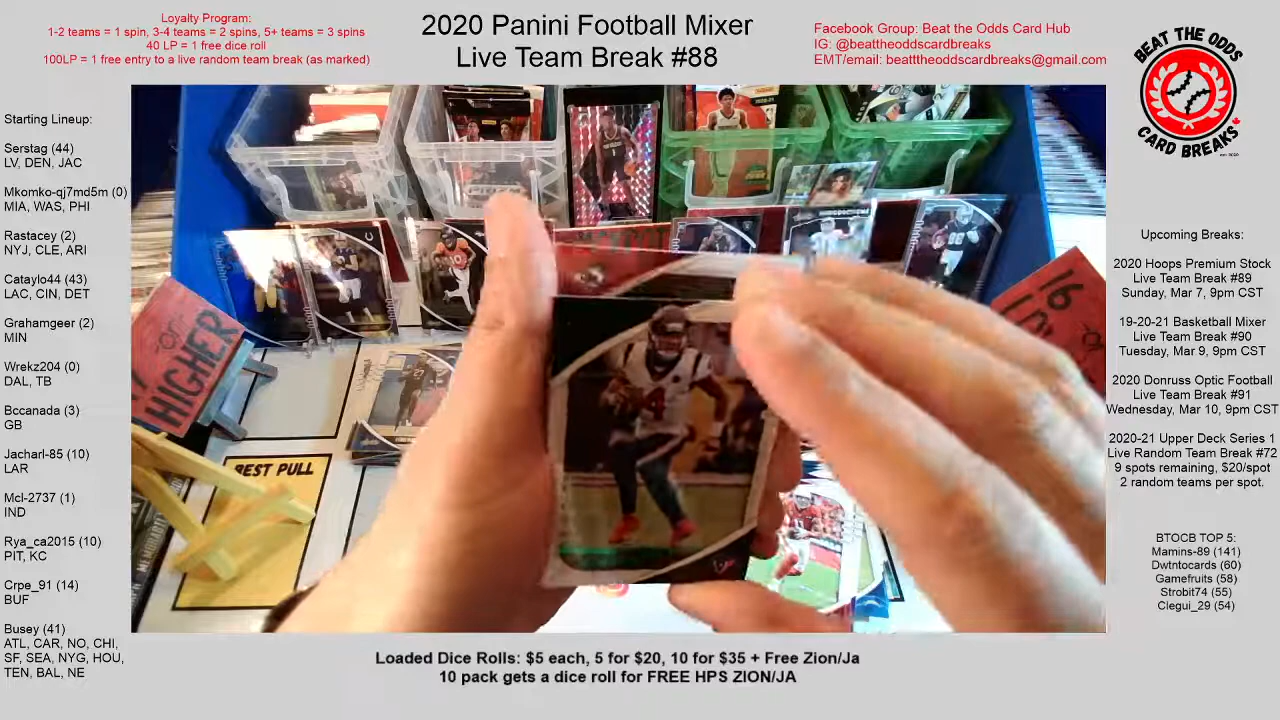 Loyalty Program:
1-2 teams = 1 spin, 3-4 teams = 2 spins, 5+ teams = 3 spins
40 LP = 1 free dice roll
100LP = 1 free entry to a live random team break (as marked)
2020 Panini Football Mixer
Live Team Break #88
Facebook Group: Beat the Odds Card Hub
IG: @beattheoddscardbreaks
EMT/email: beatttheoddscardbreaks@gmail.com
BEAT THE ODDS
CARD BREAKS
Starting Lineup:
Serstag (44)
LV, DEN, JAC
Mkomko-qj7md5m (0)
MIA, WAS, PHI
Rastacey (2)
NYJ, CLE, ARI
Cataylo44 (43)
LAC, CIN, DET
Grahamgeer (2)
MIN
Wrekz204 (0)
DAL, TB
Bccanada (3)
GB
Jacharl-85 (10)
LAR
Mcl-2737 (1)
IND
Rya_ca2015 (10)
PIT, KC
Crpe_91 (14)
BUF
Busey (41)
ATL, CAR, NO, CHI,
SF, SEA, NYG, HOU,
TEN, BAL, NE
-or-
HIGHER
16
BEST PULL
Upcoming Breaks:
2020 Hoops Premium Stock
Live Team Break #89
Sunday, Mar 7, 9pm CST
19-20-21 Basketball Mixer
Live Team Break #90
Tuesday, Mar 9, 9pm CST
2020 Donruss Optic Football
Live Team Break #91
Wednesday, Mar 10, 9pm CST
2020-21 Upper Deck Series 1
Live Random Team Break #72
9 spots remaining, $20/spot
2 random teams per spot.
BTOCB TOP 5:
Mamins-89 (141)
Dwtntocards (60)
Gamefruits (58)
Strobit74 (55)
Clegui_29 (54)
Loaded Dice Rolls: $5 each, 5 for $20, 10 for $35 + Free Zion/Ja
10 pack gets a dice roll for FREE HPS ZION/JA